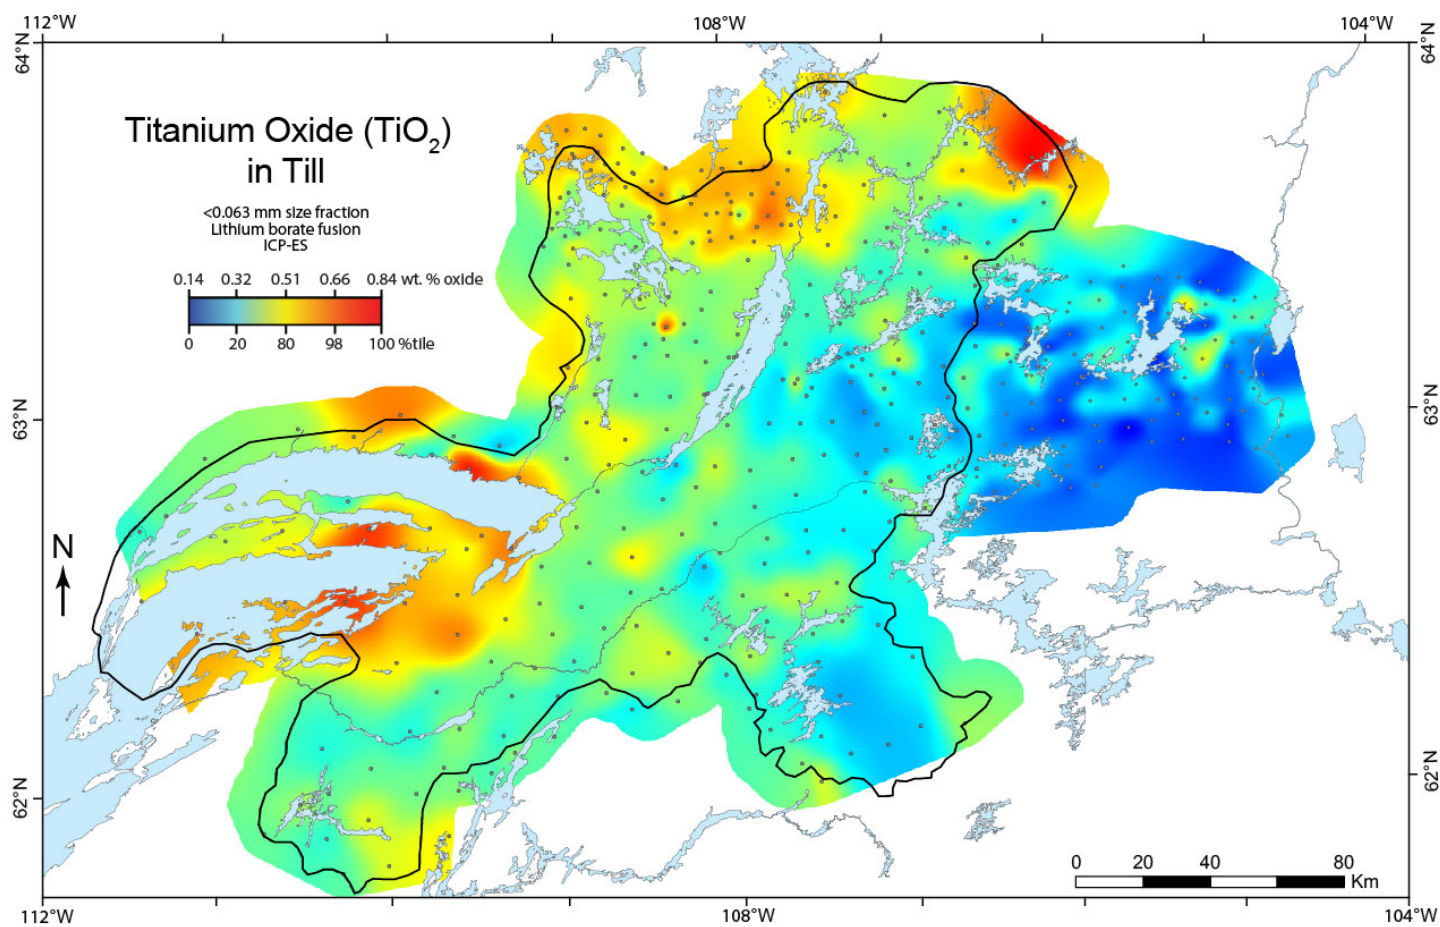 112°W
108°W
104°W
64°N
64°N
Titanium Oxide (TiO2)
in Till
<0.063 mm size fraction
Lithium borate fusion
ICP-ES
0.14 0.32 0.51 0.66 0.84 wt. % oxide
0 20 80 98 100 %tile
63°N
63°N
N
62°N
62°N
0 20 40 80
Km
112°W
108°W
104°W